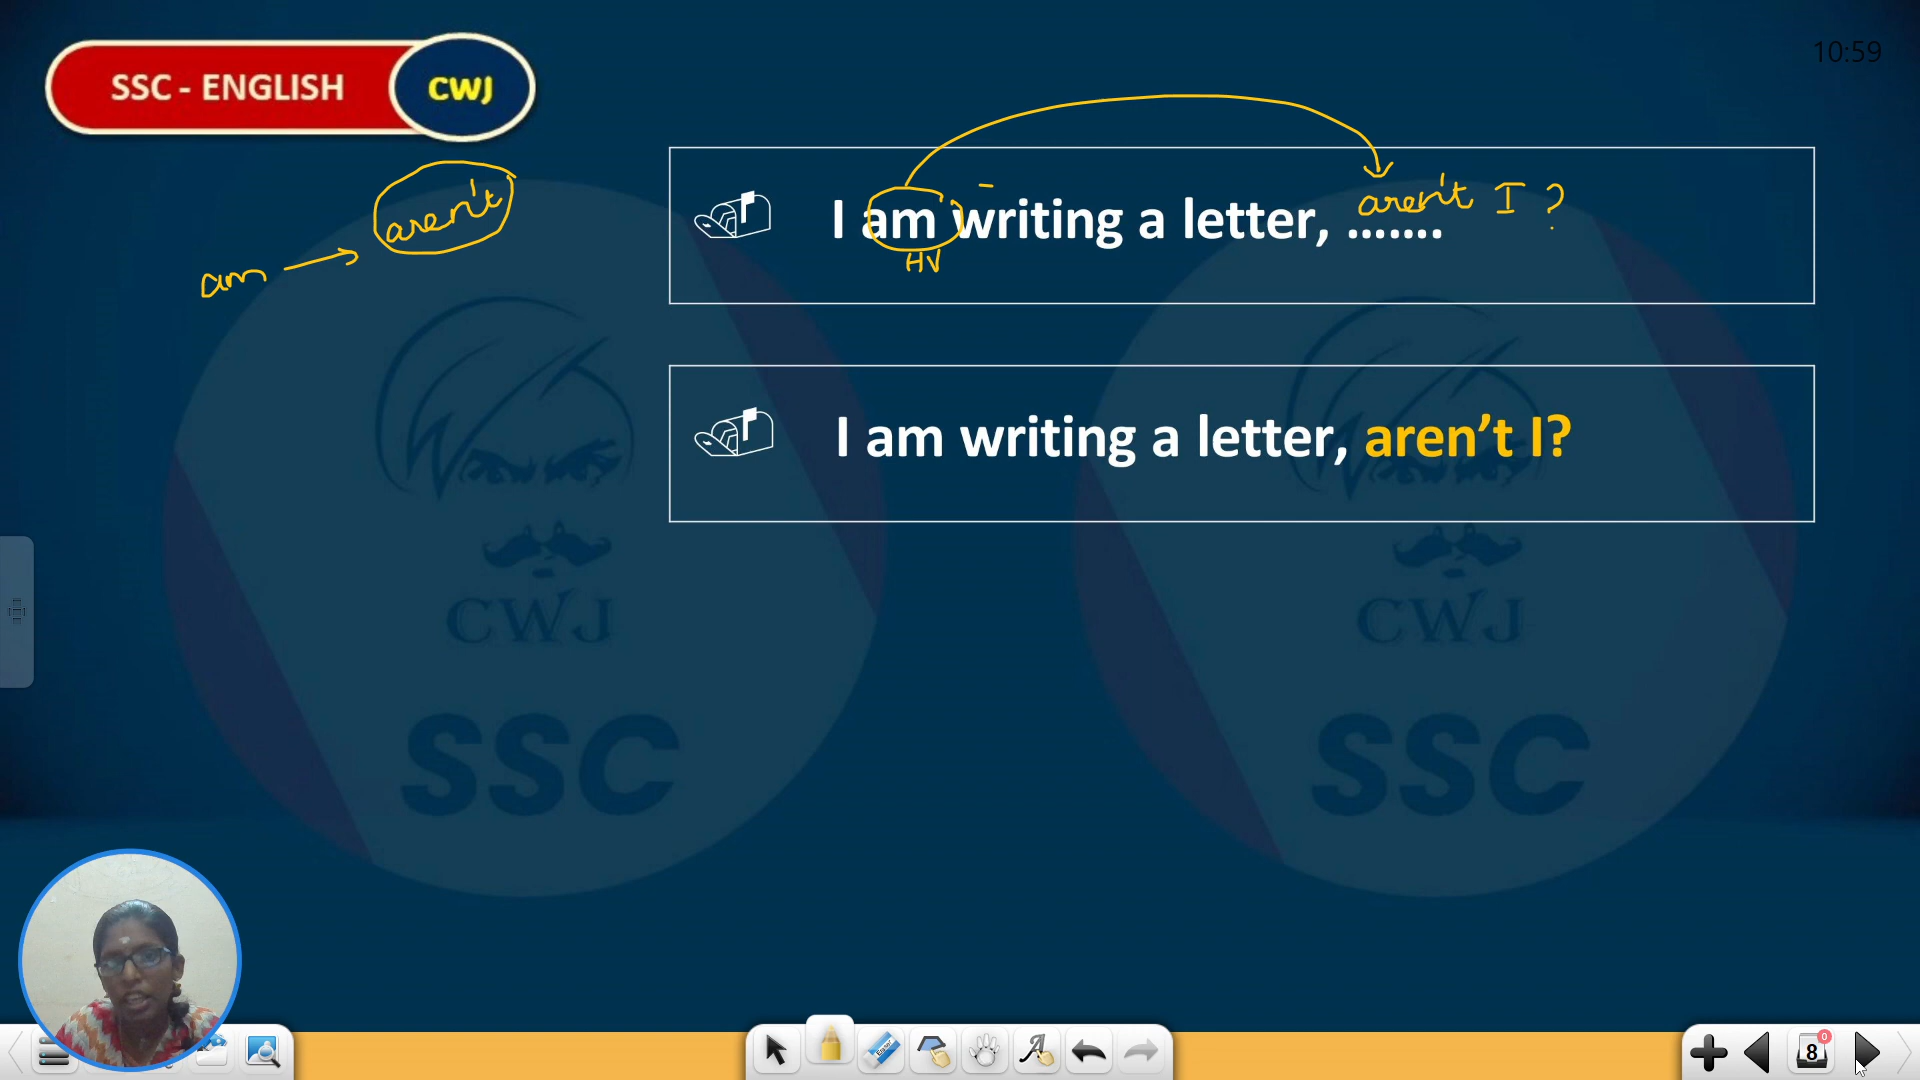 10:59
SSC - ENGLISH CWJ
aren't
am
I am writing a letter, ....... aren't I ?
HV
I am writing a letter, aren’t I?
CWJ CWJ
SSC SSC
8
0